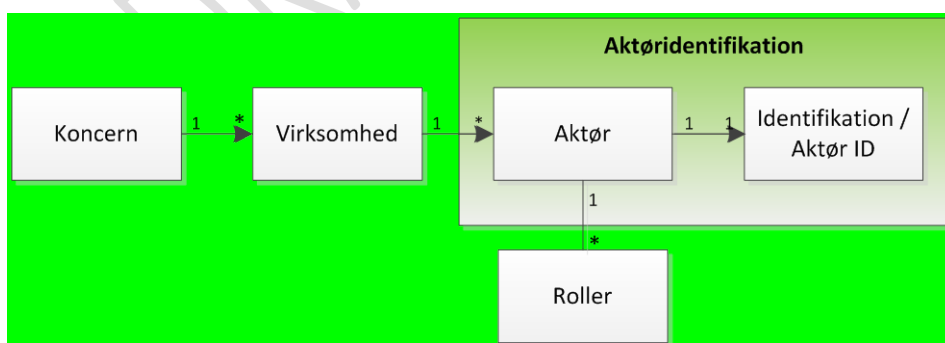 Aktøridentifikation
Koncern
1
*
Virksomhed
1
*
Aktør
1
1
Identifikation /
Aktør ID
1
*
Roller